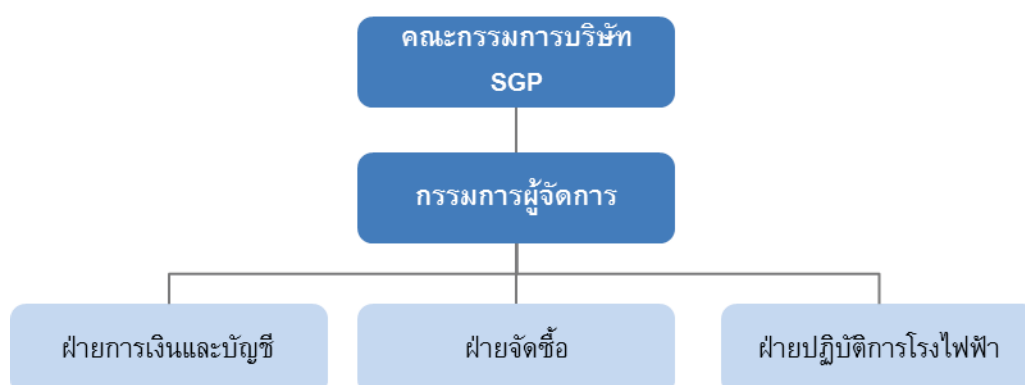 คณะกรรมการบริษัท
SGP
กรรมการผู้จัดการ
ฝ่ายการเงินและบัญชี
ฝ่ายจัดซื้อ
ฝ่ายปฏิบัติการโรงไฟฟ้า